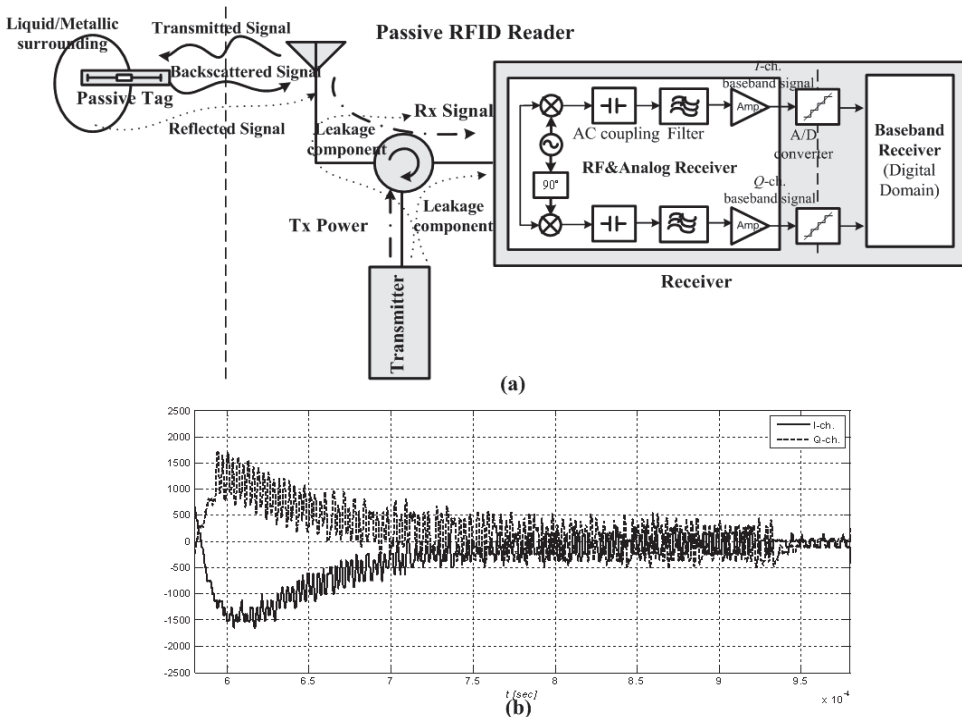 Liquid/Metallic
surrounding
Transmitted Signal
Passive RFID Reader
Backscattered Signal
Passive Tag
Reflected Signal
Leakage
component
Rx Signal
Tx Power
Leakage
component
Transmitter
AC coupling
Filter
Amp
I-ch.
baseband signal
A/D
converter
RF&Analog Receiver
90°
Q-ch.
baseband signal
Amp
Baseband
Receiver
(Digital
Domain)
Receiver
(a)
2500
2000
1500
1000
500
0
-500
-1000
-1500
-2000
-2500
I-ch.
Q-ch.
6
6.5
7
7.5
8
8.5
9
9.5
t [sec]
x 10⁻⁴
(b)